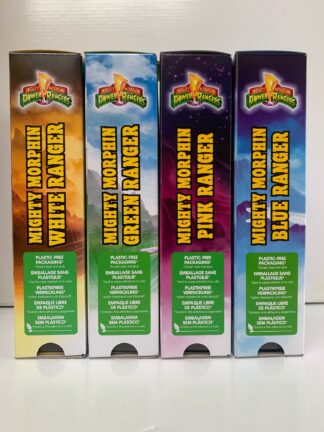 MIGHTY MORPHIN
POWER RANGERS
MIGHTY MORPHIN
WHITE RANGER
PLASTIC-FREE
PACKAGING*
EMBALLAGE SANS
PLASTIQUE*
PLASTIKFREIE
VERPACKUNG*
EMPAQUE LIBRE
DE PLÁSTICO*
EMBALAGEM
SEM PLÁSTICO*
MIGHTY MORPHIN
POWER RANGERS
MIGHTY MORPHIN
GREEN RANGER
PLASTIC-FREE
PACKAGING*
EMBALLAGE SANS
PLASTIQUE*
PLASTIKFREIE
VERPACKUNG*
EMPAQUE LIBRE
DE PLÁSTICO*
EMBALAGEM
SEM PLÁSTICO*
MIGHTY MORPHIN
POWER RANGERS
MIGHTY MORPHIN
PINK RANGER
PLASTIC-FREE
PACKAGING*
EMBALLAGE SANS
PLASTIQUE*
PLASTIKFREIE
VERPACKUNG*
EMPAQUE LIBRE
DE PLÁSTICO*
EMBALAGEM
SEM PLÁSTICO*
MIGHTY MORPHIN
POWER RANGERS
MIGHTY MORPHIN
BLUE RANGER
PLASTIC-FREE
PACKAGING*
EMBALLAGE SANS
PLASTIQUE*
PLASTIKFREIE
VERPACKUNG*
EMPAQUE LIBRE
DE PLÁSTICO*
EMBALAGEM
SEM PLÁSTICO*